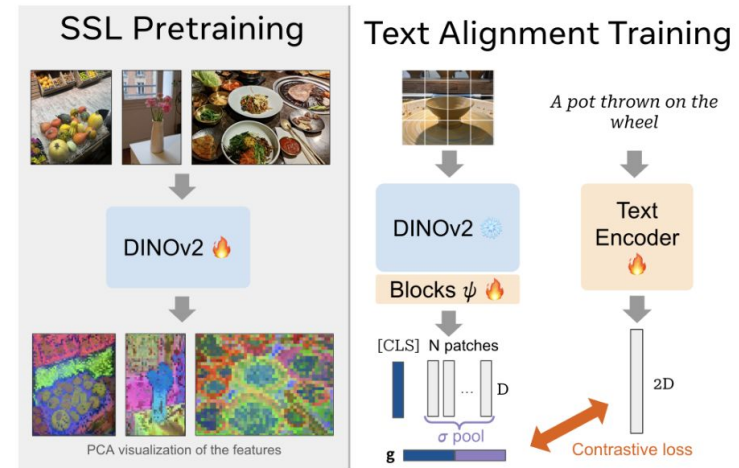 SSL Pretraining
DINOv2
PCA visualization of the features
Text Alignment Training
A pot thrown on the
wheel
DINOv2
Blocks ψ
Text
Encoder
[CLS] N patches
... D
σ pool
g
2D
Contrastive loss